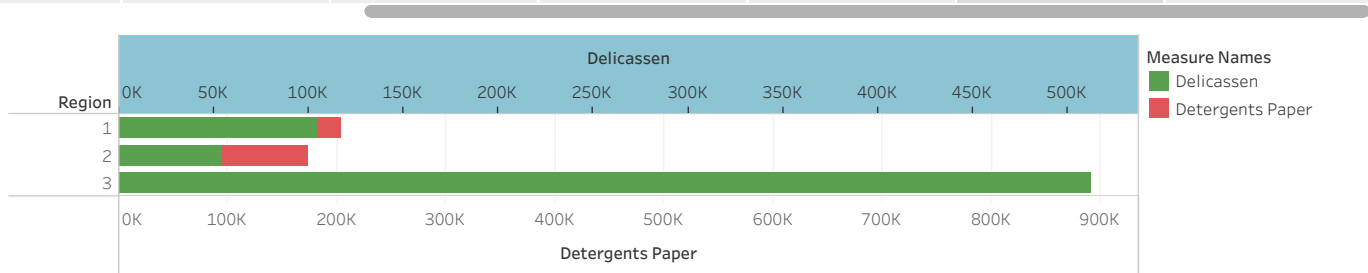 Delicassen
Measure Names
Region 0K 50K 100K 150K 200K 250K 300K 350K 400K 450K 500K
Delicassen
Detergents Paper
1
2
3
0K 100K 200K 300K 400K 500K 600K 700K 800K 900K
Detergents Paper